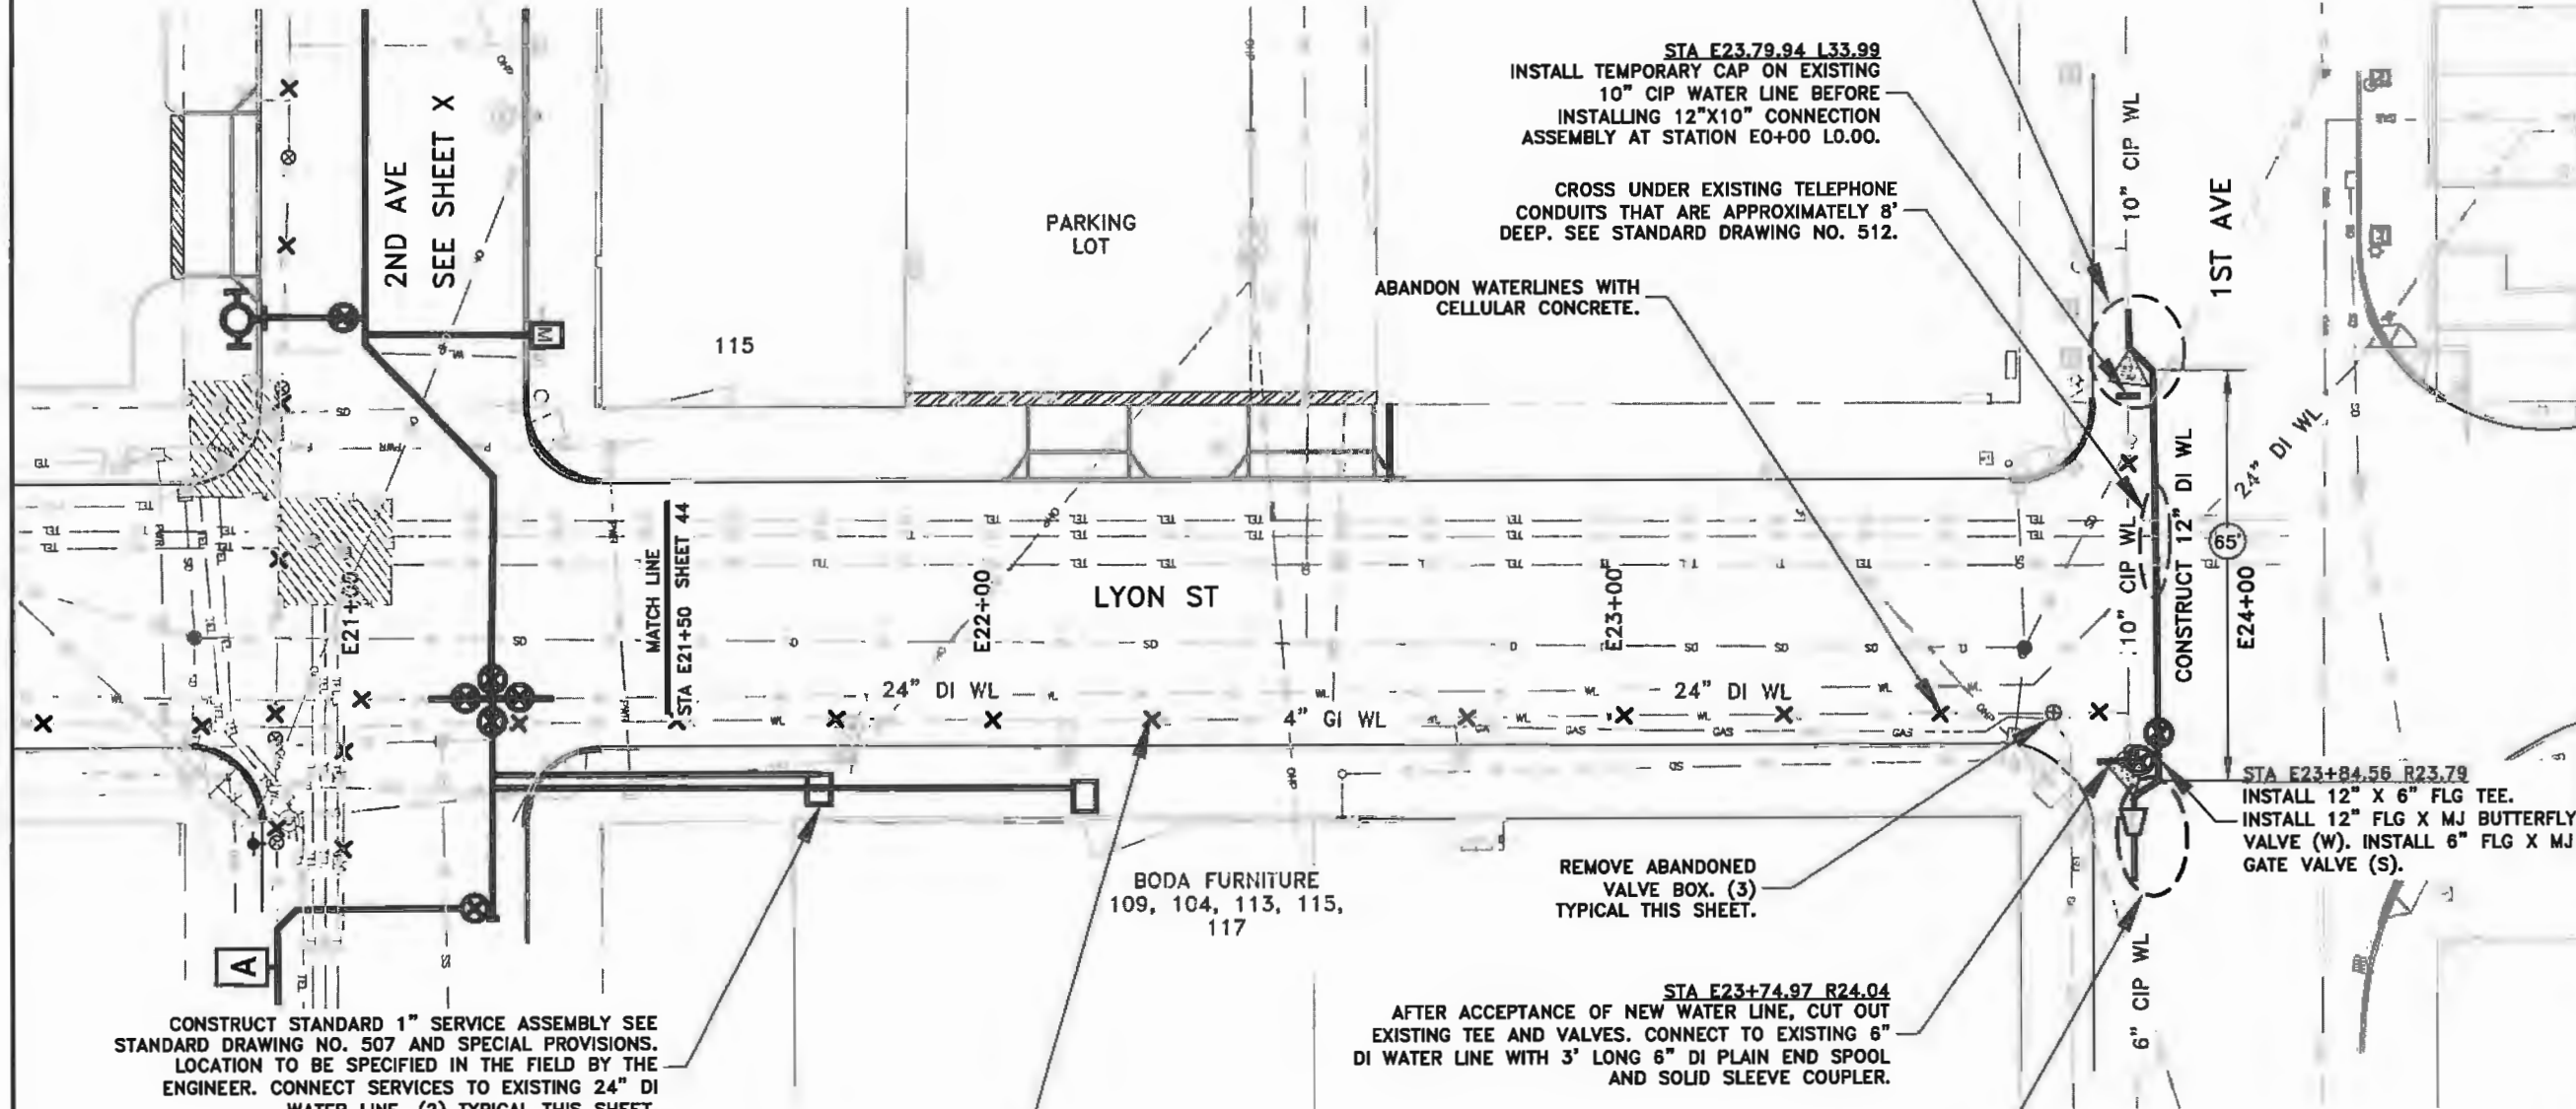 STA E23.79.94 L33.99
INSTALL TEMPORARY CAP ON EXISTING
10" CIP WATER LINE BEFORE
INSTALLING 12"X10" CONNECTION
ASSEMBLY AT STATION E0+00 L0.00.
CROSS UNDER EXISTING TELEPHONE
CONDUITS THAT ARE APPROXIMATELY 8'
DEEP. SEE STANDARD DRAWING NO. 512.
ABANDON WATERLINES WITH
CELLULAR CONCRETE.
2ND AVE
SEE SHEET X
M
115
PARKING
LOT
10" CIP WL
1ST AVE
24" DI WL
MATCH LINE
STA E21+50 SHEET 44
E21+00
E22+00
LYON ST
E23+00
10" CIP WL
CONSTRUCT 12" DI WL
65'
E24+00
24" DI WL
24" DI WL
4" GI WL
GAS
GAS
GAS
STA E23+84.56 R23.79
INSTALL 12" X 6" FLG TEE.
INSTALL 12" FLG X MJ BUTTERFLY
VALVE (W). INSTALL 6" FLG X MJ
GATE VALVE (S).
REMOVE ABANDONED
VALVE BOX. (3)
TYPICAL THIS SHEET.
BODA FURNITURE
109, 104, 113, 115,
117
A
6" CIP WL
STA E23+74.97 R24.04
AFTER ACCEPTANCE OF NEW WATER LINE, CUT OUT
EXISTING TEE AND VALVES. CONNECT TO EXISTING 6"
DI WATER LINE WITH 3' LONG 6" DI PLAIN END SPOOL
AND SOLID SLEEVE COUPLER.
CONSTRUCT STANDARD 1" SERVICE ASSEMBLY SEE
STANDARD DRAWING NO. 507 AND SPECIAL PROVISIONS.
LOCATION TO BE SPECIFIED IN THE FIELD BY THE
ENGINEER. CONNECT SERVICES TO EXISTING 24" DI
WATER LINE. (2) TYPICAL THIS SHEET.